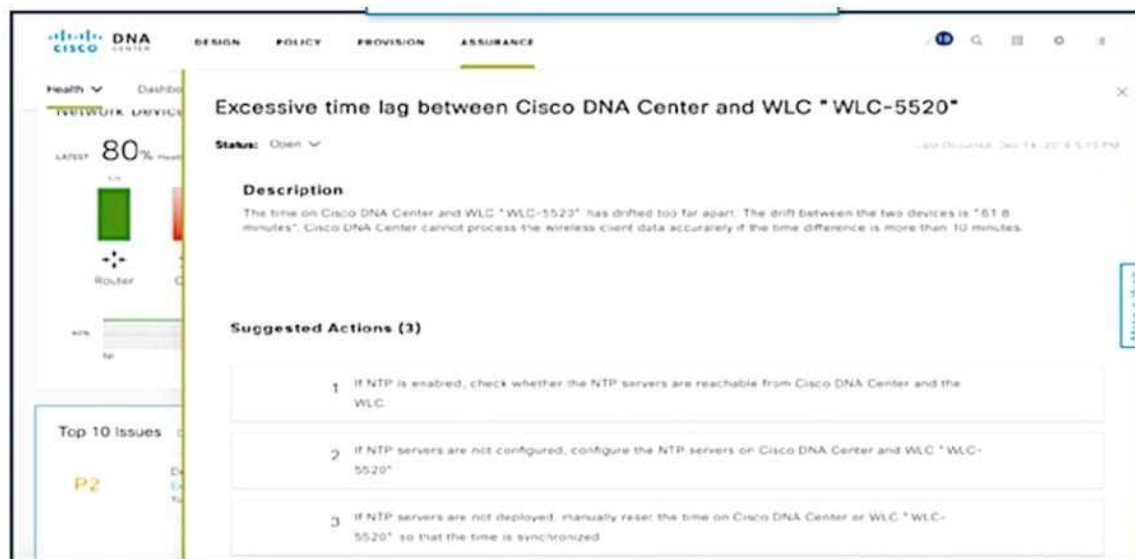 CISCO DNA CENTER DESIGN POLICY PROVISION ASSURANCE
Health Dashbo
LATEST 80%
Router
Top 10 Issues
P2
Excessive time lag between Cisco DNA Center and WLC "WLC-5520"
Status: Open
Last Occurred:
Description
The time on Cisco DNA Center and WLC "WLC-5520" has drifted too far apart. The drift between the two devices is "61.8
minutes". Cisco DNA Center cannot process the wireless client data accurately if the time difference is more than 10 minutes.
Suggested Actions (3)
1 If NTP is enabled, check whether the NTP servers are reachable from Cisco DNA Center and the
WLC.
2 If NTP servers are not configured, configure the NTP servers on Cisco DNA Center and WLC "WLC-
5520"
3 If NTP servers are not deployed, manually reset the time on Cisco DNA Center or WLC "WLC-
5520" so that the time is synchronized